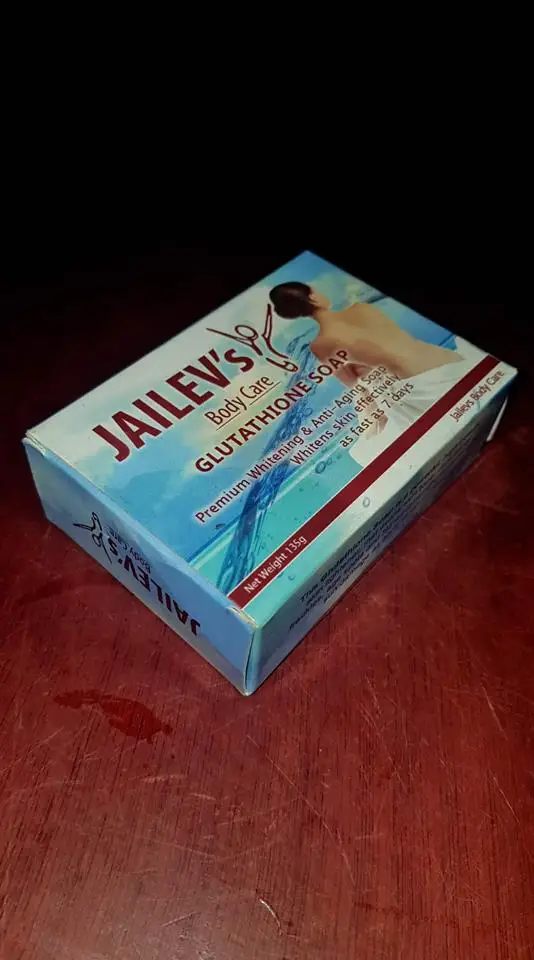 JAILEV's
Body Care
GLUTATHIONE SOAP
Premium Whitening & Anti-Aging Soap
Whitens skin effectively
as fast as 7 days
Net Weight 135g
Jailevs Body Care
JAILEV's
Body Care